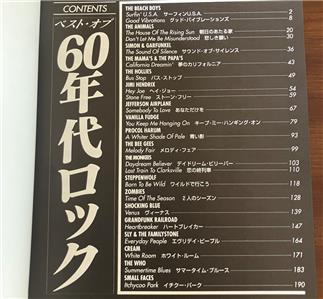 CONTENTS
ベスト・オブ
60年代ロック
THE BEACH BOYS
Surfin' U.S.A. サーフィンU.S.A. 2
Good Vibrations グッド・バイブレーションズ 8
THE ANIMALS
The House Of The Rising Sun 朝日のあたる家 20
Don't Let Me Be Misunderstood 悲しき願い 30
SIMON & GARFUNKEL
The Sound Of Silence サウンド・オブ・サイレンス 36
THE MAMA'S & THE PAPA'S
California Dreamin' 夢のカリフォルニア 43
THE HOLLIES
Bus Stop バス・ストップ 49
JIMI HENDRIX
Hey Joe ヘイ・ジョー 54
Stone Free ストーン・フリー 59
JEFFERSON AIRPLANE
Somebody To Love あなただけを 67
VANILLA FUDGE
You Keep Me Hanging On キープ・ミー・ハンギング・オン 79
PROCOL HARUM
A Whiter Shade Of Pale 青い影 93
THE BEE GEES
Melody Fair メロディ・フェア 99
THE MONKEES
Daydream Believer デイドリーム・ビリーバー 103
Last Train To Clarksville 恋の終列車 110
STEPPENWOLF
Born To Be Wild ワイルドで行こう 118
ZOMBIES
Time Of The Season 2人のシーズン 128
SHOCKING BLUE
Venus ヴィーナス 139
GRANDFUNK RAILROAD
Heartbreaker ハートブレイカー 147
SLY & THE FAMILYSTONE
Everyday People エヴリデイ・ピープル 164
CREAM
White Room ホワイト・ルーム 171
THE WHO
Summertime Blues サマータイム・ブルース 183
SMALL FACES
Itchycoo Park イチクー・パーク 190